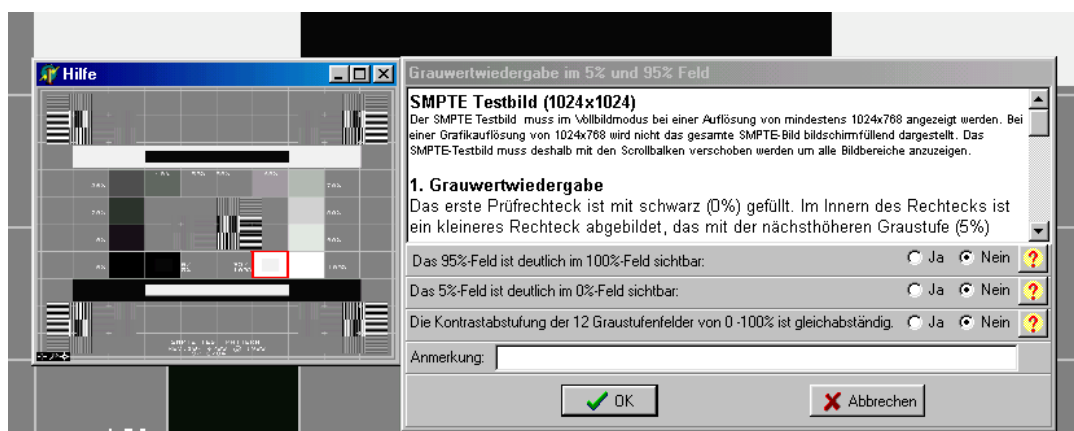 Hilfe
SMPTE TEST PATTERN
Grauwertwiedergabe im 5% und 95% Feld
SMPTE Testbild (1024x1024)
Der SMPTE Testbild muss im Vollbildmodus bei einer Auflösung von mindestens 1024x768 angezeigt werden. Bei
einer Grafikauflösung von 1024x768 wird nicht das gesamte SMPTE-Bild bildschirmfüllend dargestellt. Das
SMPTE-Testbild muss deshalb mit den Scrollbalken verschoben werden um alle Bildbereiche anzuzeigen.
1. Grauwertwiedergabe
Das erste Prüfrechteck ist mit schwarz (0%) gefüllt. Im Innern des Rechtecks ist
ein kleineres Rechteck abgebildet, das mit der nächsthöheren Graustufe (5%)
Das 95%-Feld ist deutlich im 100%-Feld sichtbar: Ja Nein ?
Das 5%-Feld ist deutlich im 0%-Feld sichtbar: Ja Nein ?
Die Kontrastabstufung der 12 Graustufenfelder von 0 -100% ist gleichabständig. Ja Nein ?
Anmerkung:
OK Abbrechen